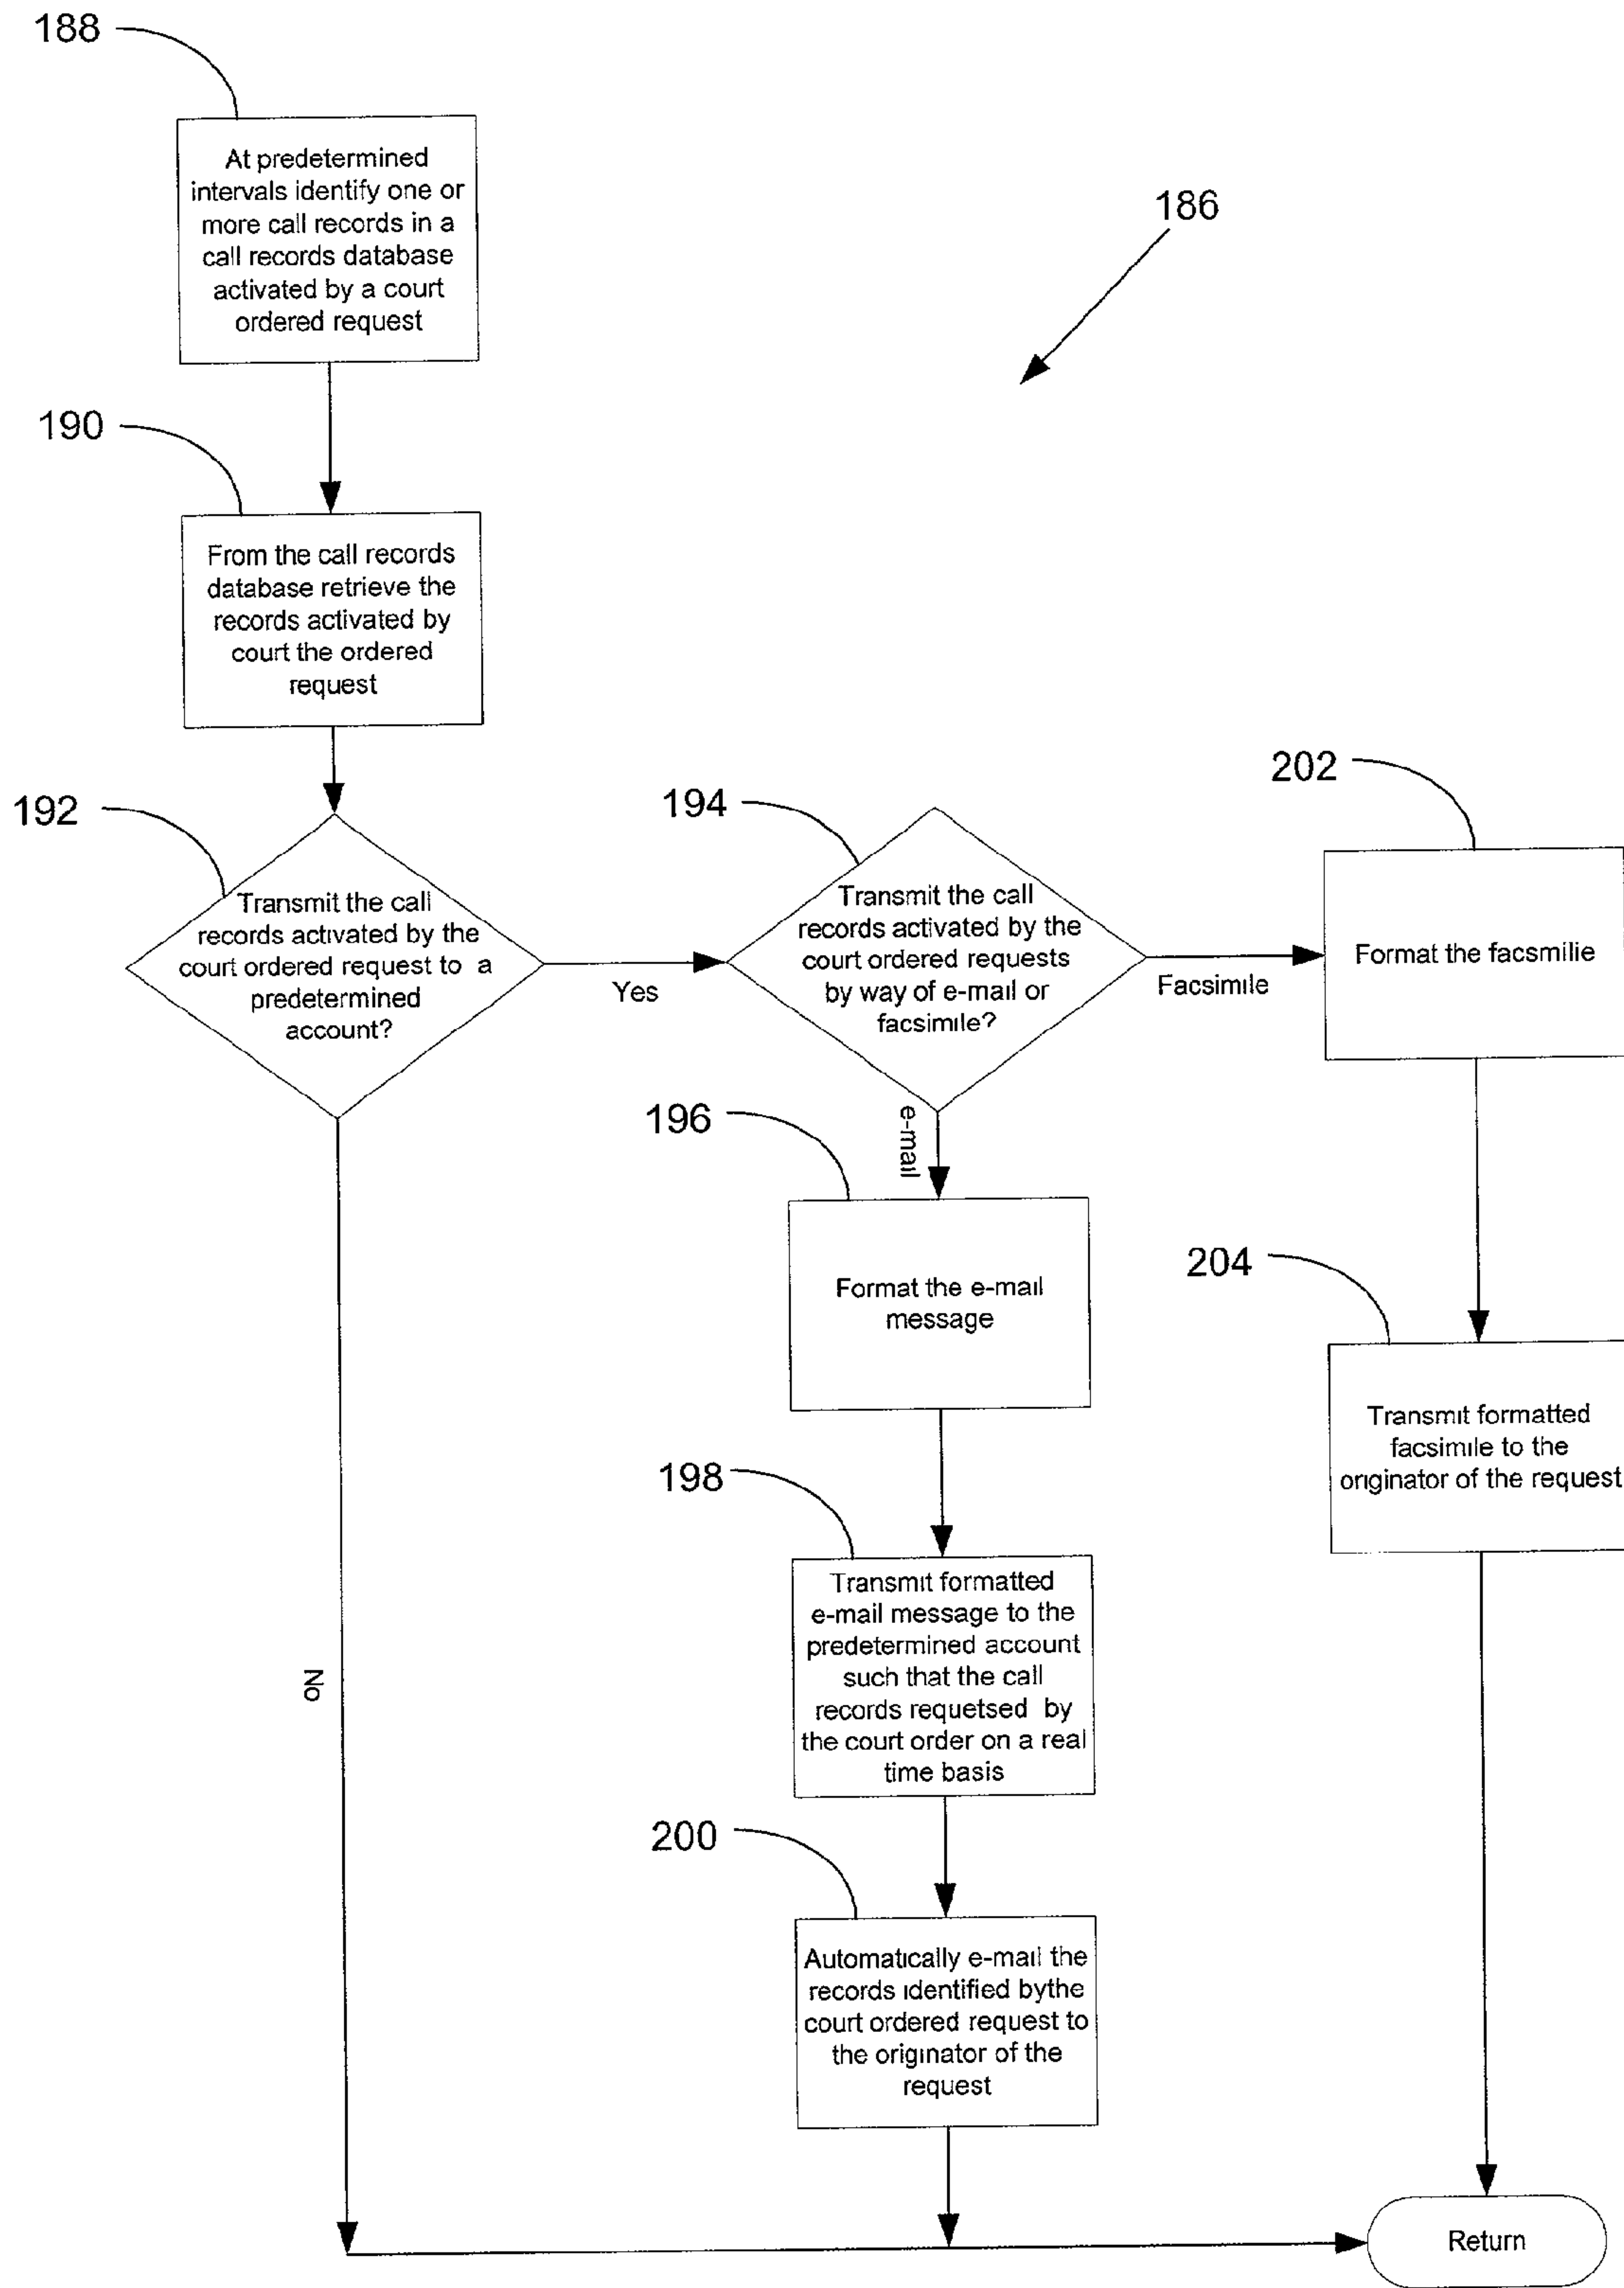 188
At predetermined
intervals identify one or
more call records in a
call records database
activated by a court
ordered request
186
190
From the call records
database retrieve the
records activated by
court the ordered
request
192
Transmit the call
records activated by the
court ordered request to a
predetermined
account?
Yes
194
Transmit the call
records activated by the
court ordered requests
by way of e-mail or
facsimile?
Facsimile
202
Format the facsmilie
e-mail
196
Format the e-mail
message
204
Transmit formatted
facsimile to the
originator of the request
198
Transmit formatted
e-mail message to the
predetermined account
such that the call
records requetsed by
the court order on a real
time basis
No
200
Automatically e-mail the
records identified bythe
court ordered request to
the originator of the
request
Return